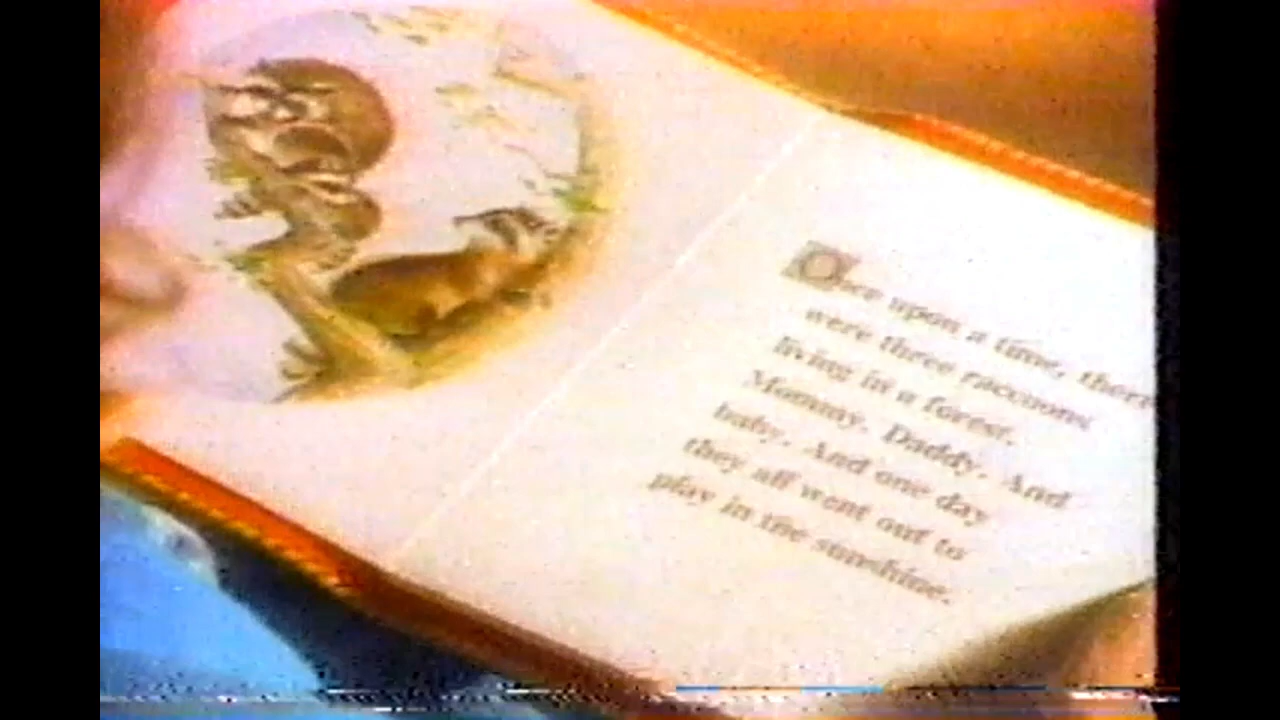 Once upon a time, there
were three raccoons
living in a forest.
Mommy. Daddy. And
baby. And one day
they all went out to
play in the sunshine.